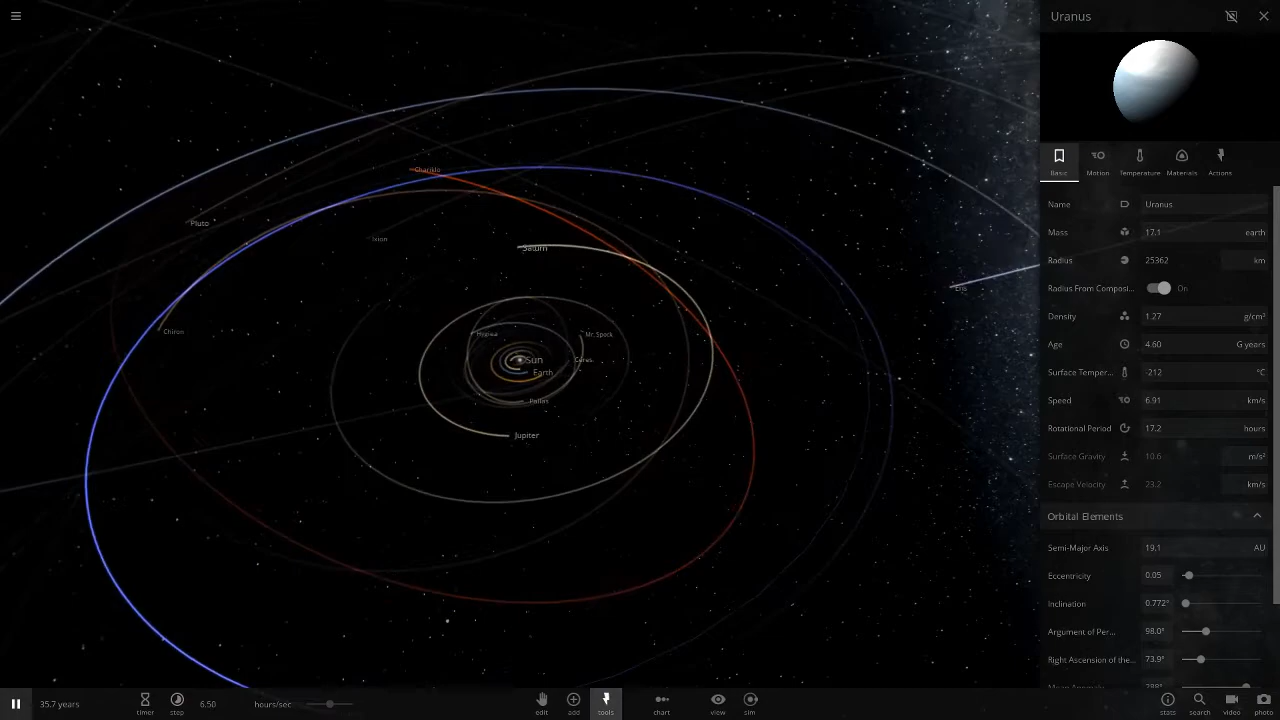 Uranus
Basic
Motion
Temperature
Materials
Actions
Name Uranus
Mass 17.1 earth
Radius 25362 km
Radius From Composi... On
Density 1.27 g/cm³
Age 4.60 G years
Surface Temper... -212 °C
Speed 6.91 km/s
Rotational Period 17.2 hours
Surface Gravity 10.6 m/s²
Escape Velocity 23.2 km/s
Orbital Elements
Semi-Major Axis 19.1 AU
Eccentricity 0.05
Inclination 0.772°
Argument of Per... 98.0°
Right Ascension of the... 73.9°
Chariklo
Pluto
Ixion
Saturn
Eris
Chiron
Hygiea
Mr. Spock
Sun
Ceres
Earth
Pallas
Jupiter
35.7 years
timer
step
6.50 hours/sec
edit
add
tools
chart
view
sim
stats
search
video
photo